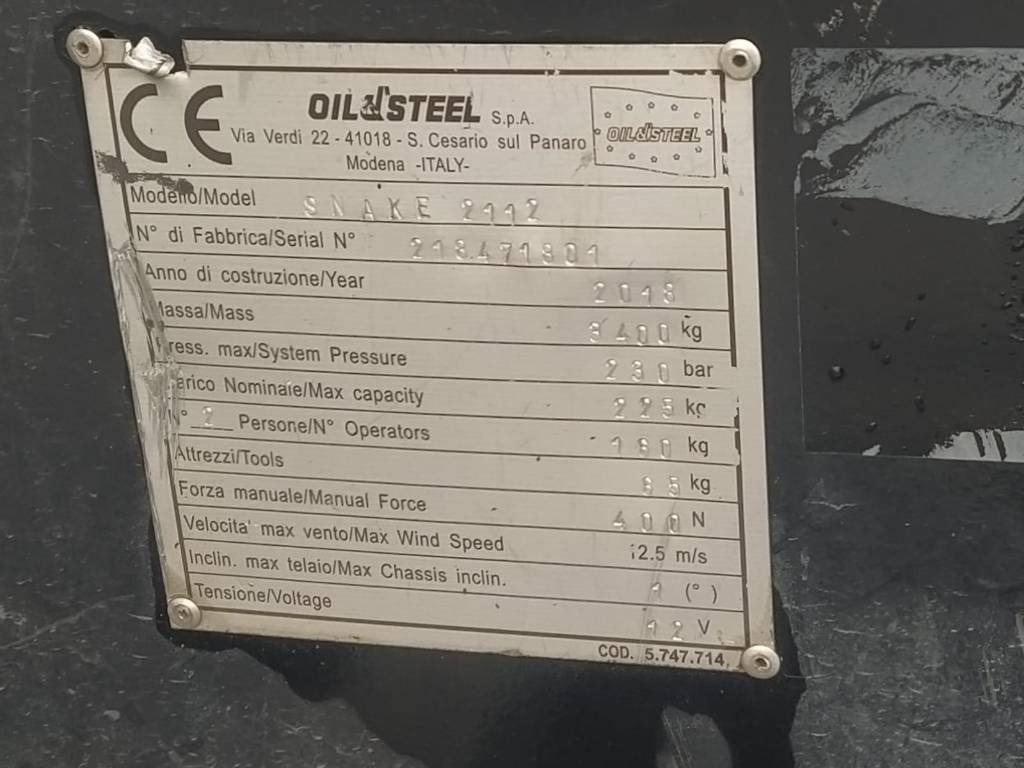 CE
OIL&STEEL S.p.A.
Via Verdi 22 - 41018 - S. Cesario sul Panaro
Modena -ITALY-
OIL&STEEL
Modello/Model SNAKE 2112
N° di Fabbrica/Serial N°
Anno di costruzione/Year 2018
Massa/Mass kg
Press. max/System Pressure 230 bar
Carico Nominale/Max capacity 225 kg
N° 2 Persone/N° Operators 160 kg
Attrezzi/Tools 65 kg
Forza manuale/Manual Force 400 N
Velocita' max vento/Max Wind Speed 12.5 m/s
Inclin. max telaio/Max Chassis inclin. 1 (°)
Tensione/Voltage 12 V
COD. 5.747.714